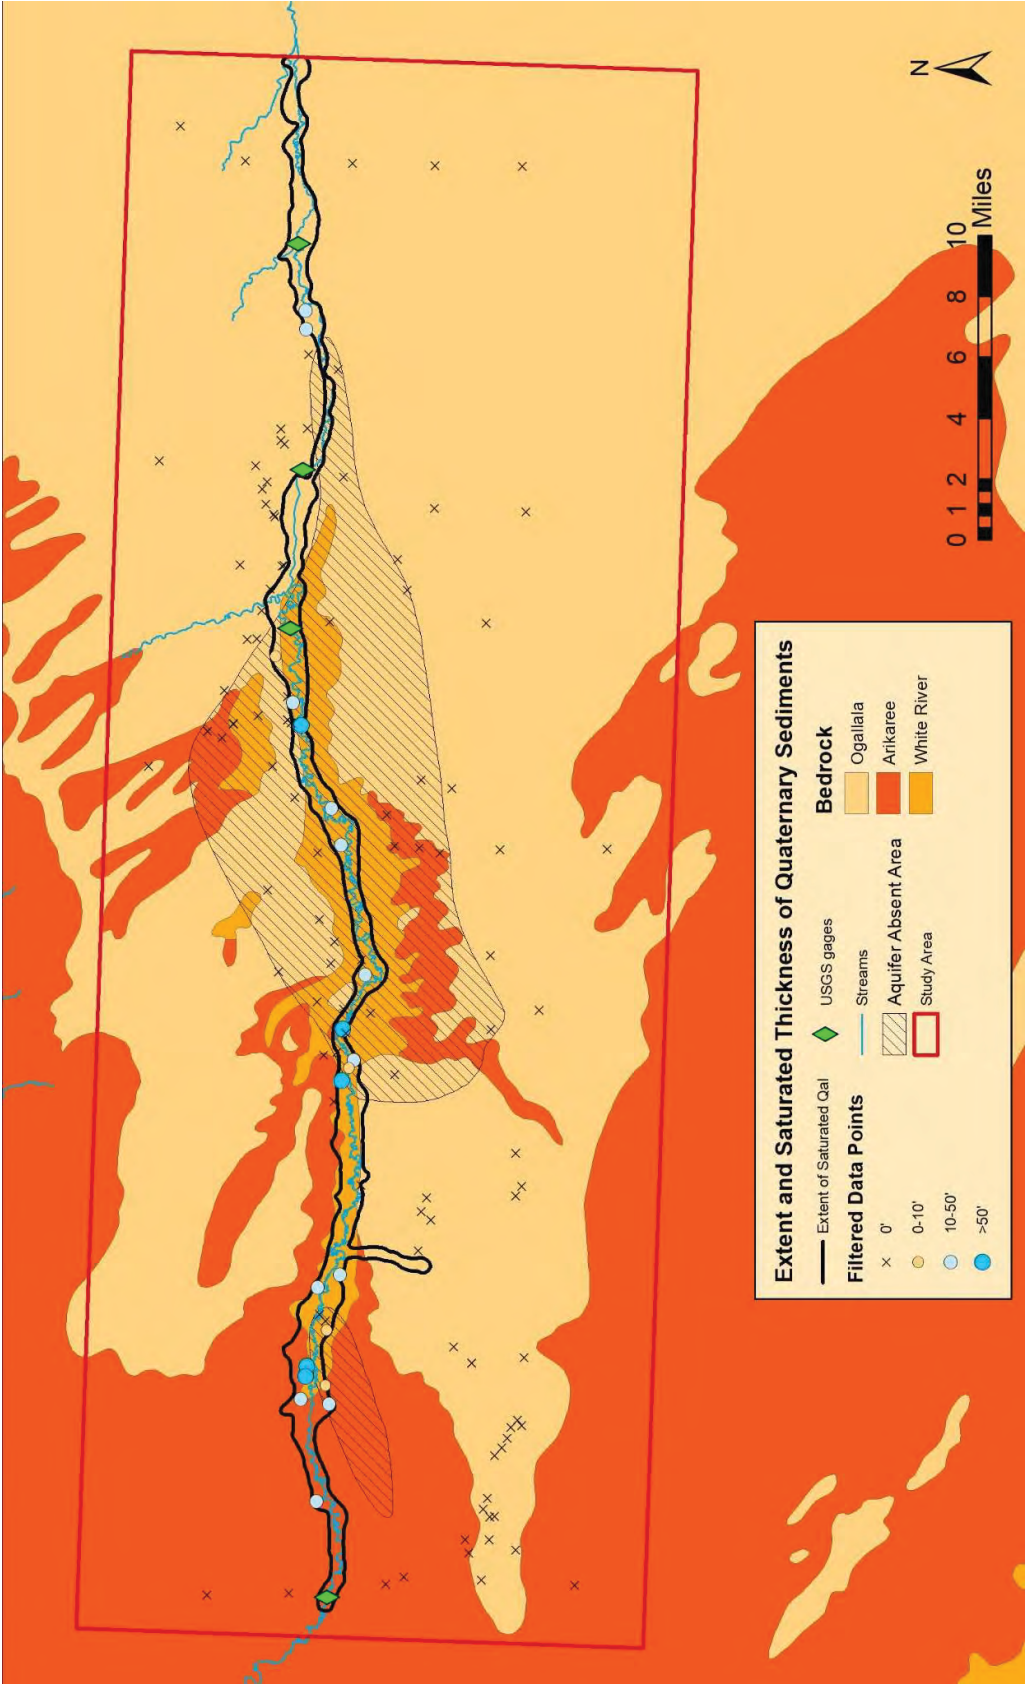 N
0 1 2 4 6 8 10
Miles
Extent and Saturated Thickness of Quaternary Sediments
Extent of Saturated Qal
Filtered Data Points
0'
0-10'
10-50'
>50'
USGS gages
Streams
Aquifer Absent Area
Study Area
Bedrock
Ogallala
Arikaree
White River